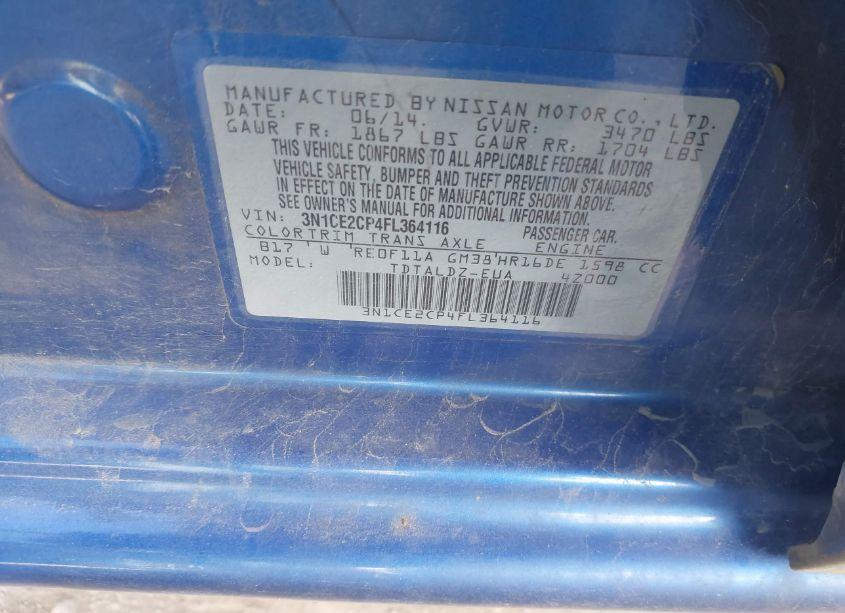 MANUFACTURED BY NISSAN MOTOR CO., LTD.
DATE: 06/14. GVWR: 3470 LBS
GAWR FR: 1867 LBS GAWR RR: 1704 LBS
THIS VEHICLE CONFORMS TO ALL APPLICABLE FEDERAL MOTOR
VEHICLE SAFETY, BUMPER AND THEFT PREVENTION STANDARDS
IN EFFECT ON THE DATE OF MANUFACTURE SHOWN ABOVE.
SEE OWNER'S MANUAL FOR ADDITIONAL INFORMATION.
VIN: 3N1CE2CP4FL364116 PASSENGER CAR.
COLORTRIM TRANS AXLE ENGINE
B17 'W 'RE0F11A GM38'HR16DE 1598 CC
MODEL: TDTALDZ-EUA 42000
3N1CE2CP4FL364116